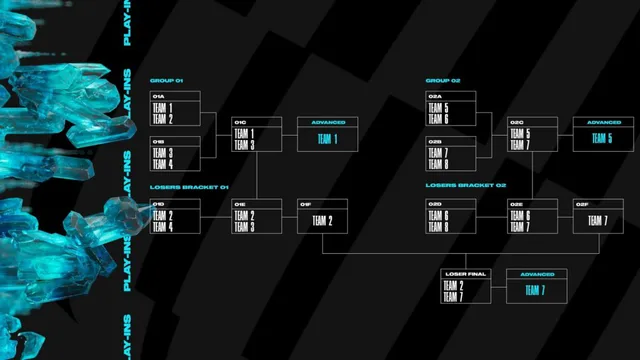 PLAY-INS
PLAY-INS
PLAY-INS
PLAY-INS
PLAY-INS
GROUP 01
01A
TEAM 1
TEAM 2
01B
TEAM 3
TEAM 4
01C
TEAM 1
TEAM 3
ADVANCED
TEAM 1
LOSERS BRACKET 01
01D
TEAM 2
TEAM 4
01E
TEAM 2
TEAM 3
01F
TEAM 2
GROUP 02
02A
TEAM 5
TEAM 6
02B
TEAM 7
TEAM 8
02C
TEAM 5
TEAM 7
ADVANCED
TEAM 5
LOSERS BRACKET 02
02D
TEAM 6
TEAM 8
02E
TEAM 6
TEAM 7
02F
TEAM 7
LOSER FINAL
TEAM 2
TEAM 7
ADVANCED
TEAM 7